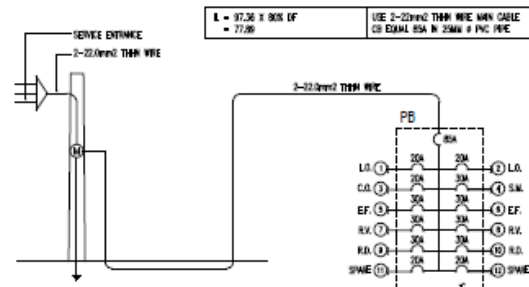 IL = 97.36 X 80% DF
= 77.89
USE 2-22mm2 THHN WIRE MAIN CABLE
CB EQUAL 85A IN 25MM ø PVC PIPE
SERVICE ENTRANCE
2-22.0mm2 THHN WIRE
2-22.0mm2 THHN WIRE
PB
85A
M
L.O. 1 20A 20A 2 L.O.
C.O. 3 20A 30A 4 S.W.
E.F. 5 30A 30A 6 E.F.
R.V. 7 30A 30A 8 R.V.
R.D. 9 30A 30A 10 R.D.
SPARE 11 20A 20A 12 SPARE